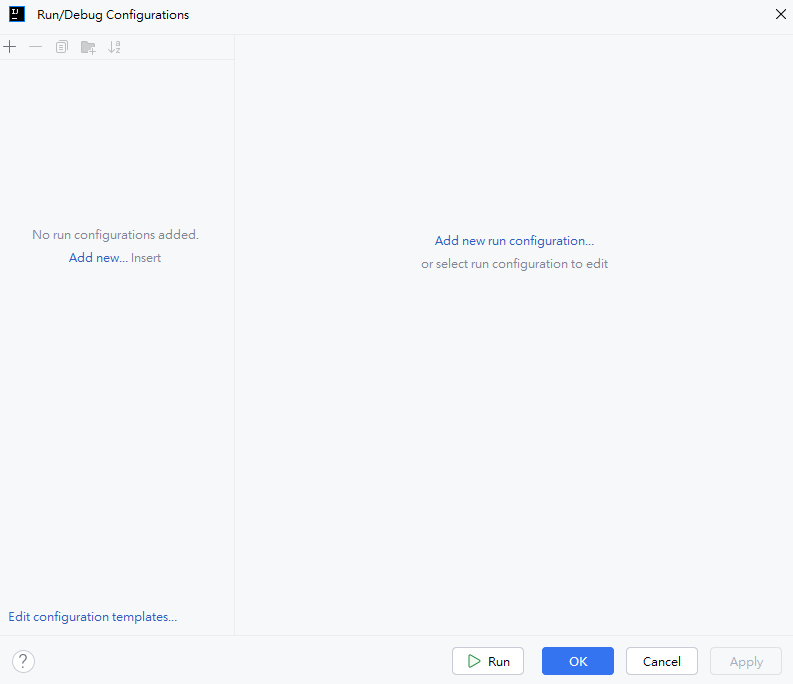 Run/Debug Configurations
No run configurations added.
Add new... Insert
Add new run configuration...
or select run configuration to edit
Edit configuration templates...
?
Run
OK
Cancel
Apply